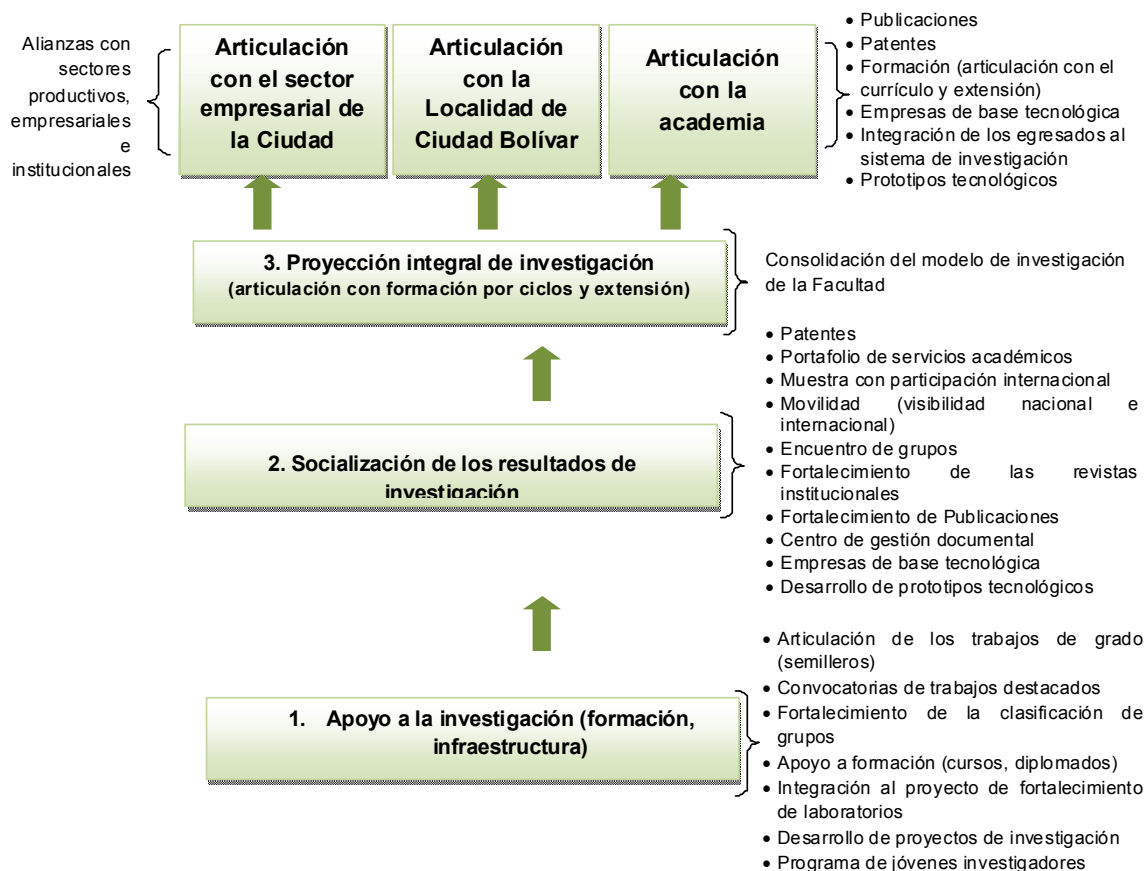 Alianzas con
sectores
productivos,
empresariales
e
institucionales
Articulación
con el sector
empresarial de
la Ciudad
Articulación
con la
Localidad de
Ciudad Bolívar
Articulación
con la
academia
• Publicaciones
• Patentes
• Formación (articulación con el
currículo y extensión)
• Empresas de base tecnológica
• Integración de los egresados al
sistema de investigación
• Prototipos tecnológicos
3. Proyección integral de investigación
(articulación con formación por ciclos y extensión)
Consolidación del modelo de investigación
de la Facultad
2. Socialización de los resultados de
investigación
• Patentes
• Portafolio de servicios académicos
• Muestra con participación internacional
• Movilidad (visibilidad nacional e
internacional)
• Encuentro de grupos
• Fortalecimiento de las revistas
institucionales
• Fortalecimiento de Publicaciones
• Centro de gestión documental
• Empresas de base tecnológica
• Desarrollo de prototipos tecnológicos
1. Apoyo a la investigación (formación,
infraestructura)
• Articulación de los trabajos de grado
(semilleros)
• Convocatorias de trabajos destacados
• Fortalecimiento de la clasificación de
grupos
• Apoyo a formación (cursos, diplomados)
• Integración al proyecto de fortalecimiento
de laboratorios
• Desarrollo de proyectos de investigación
• Programa de jóvenes investigadores